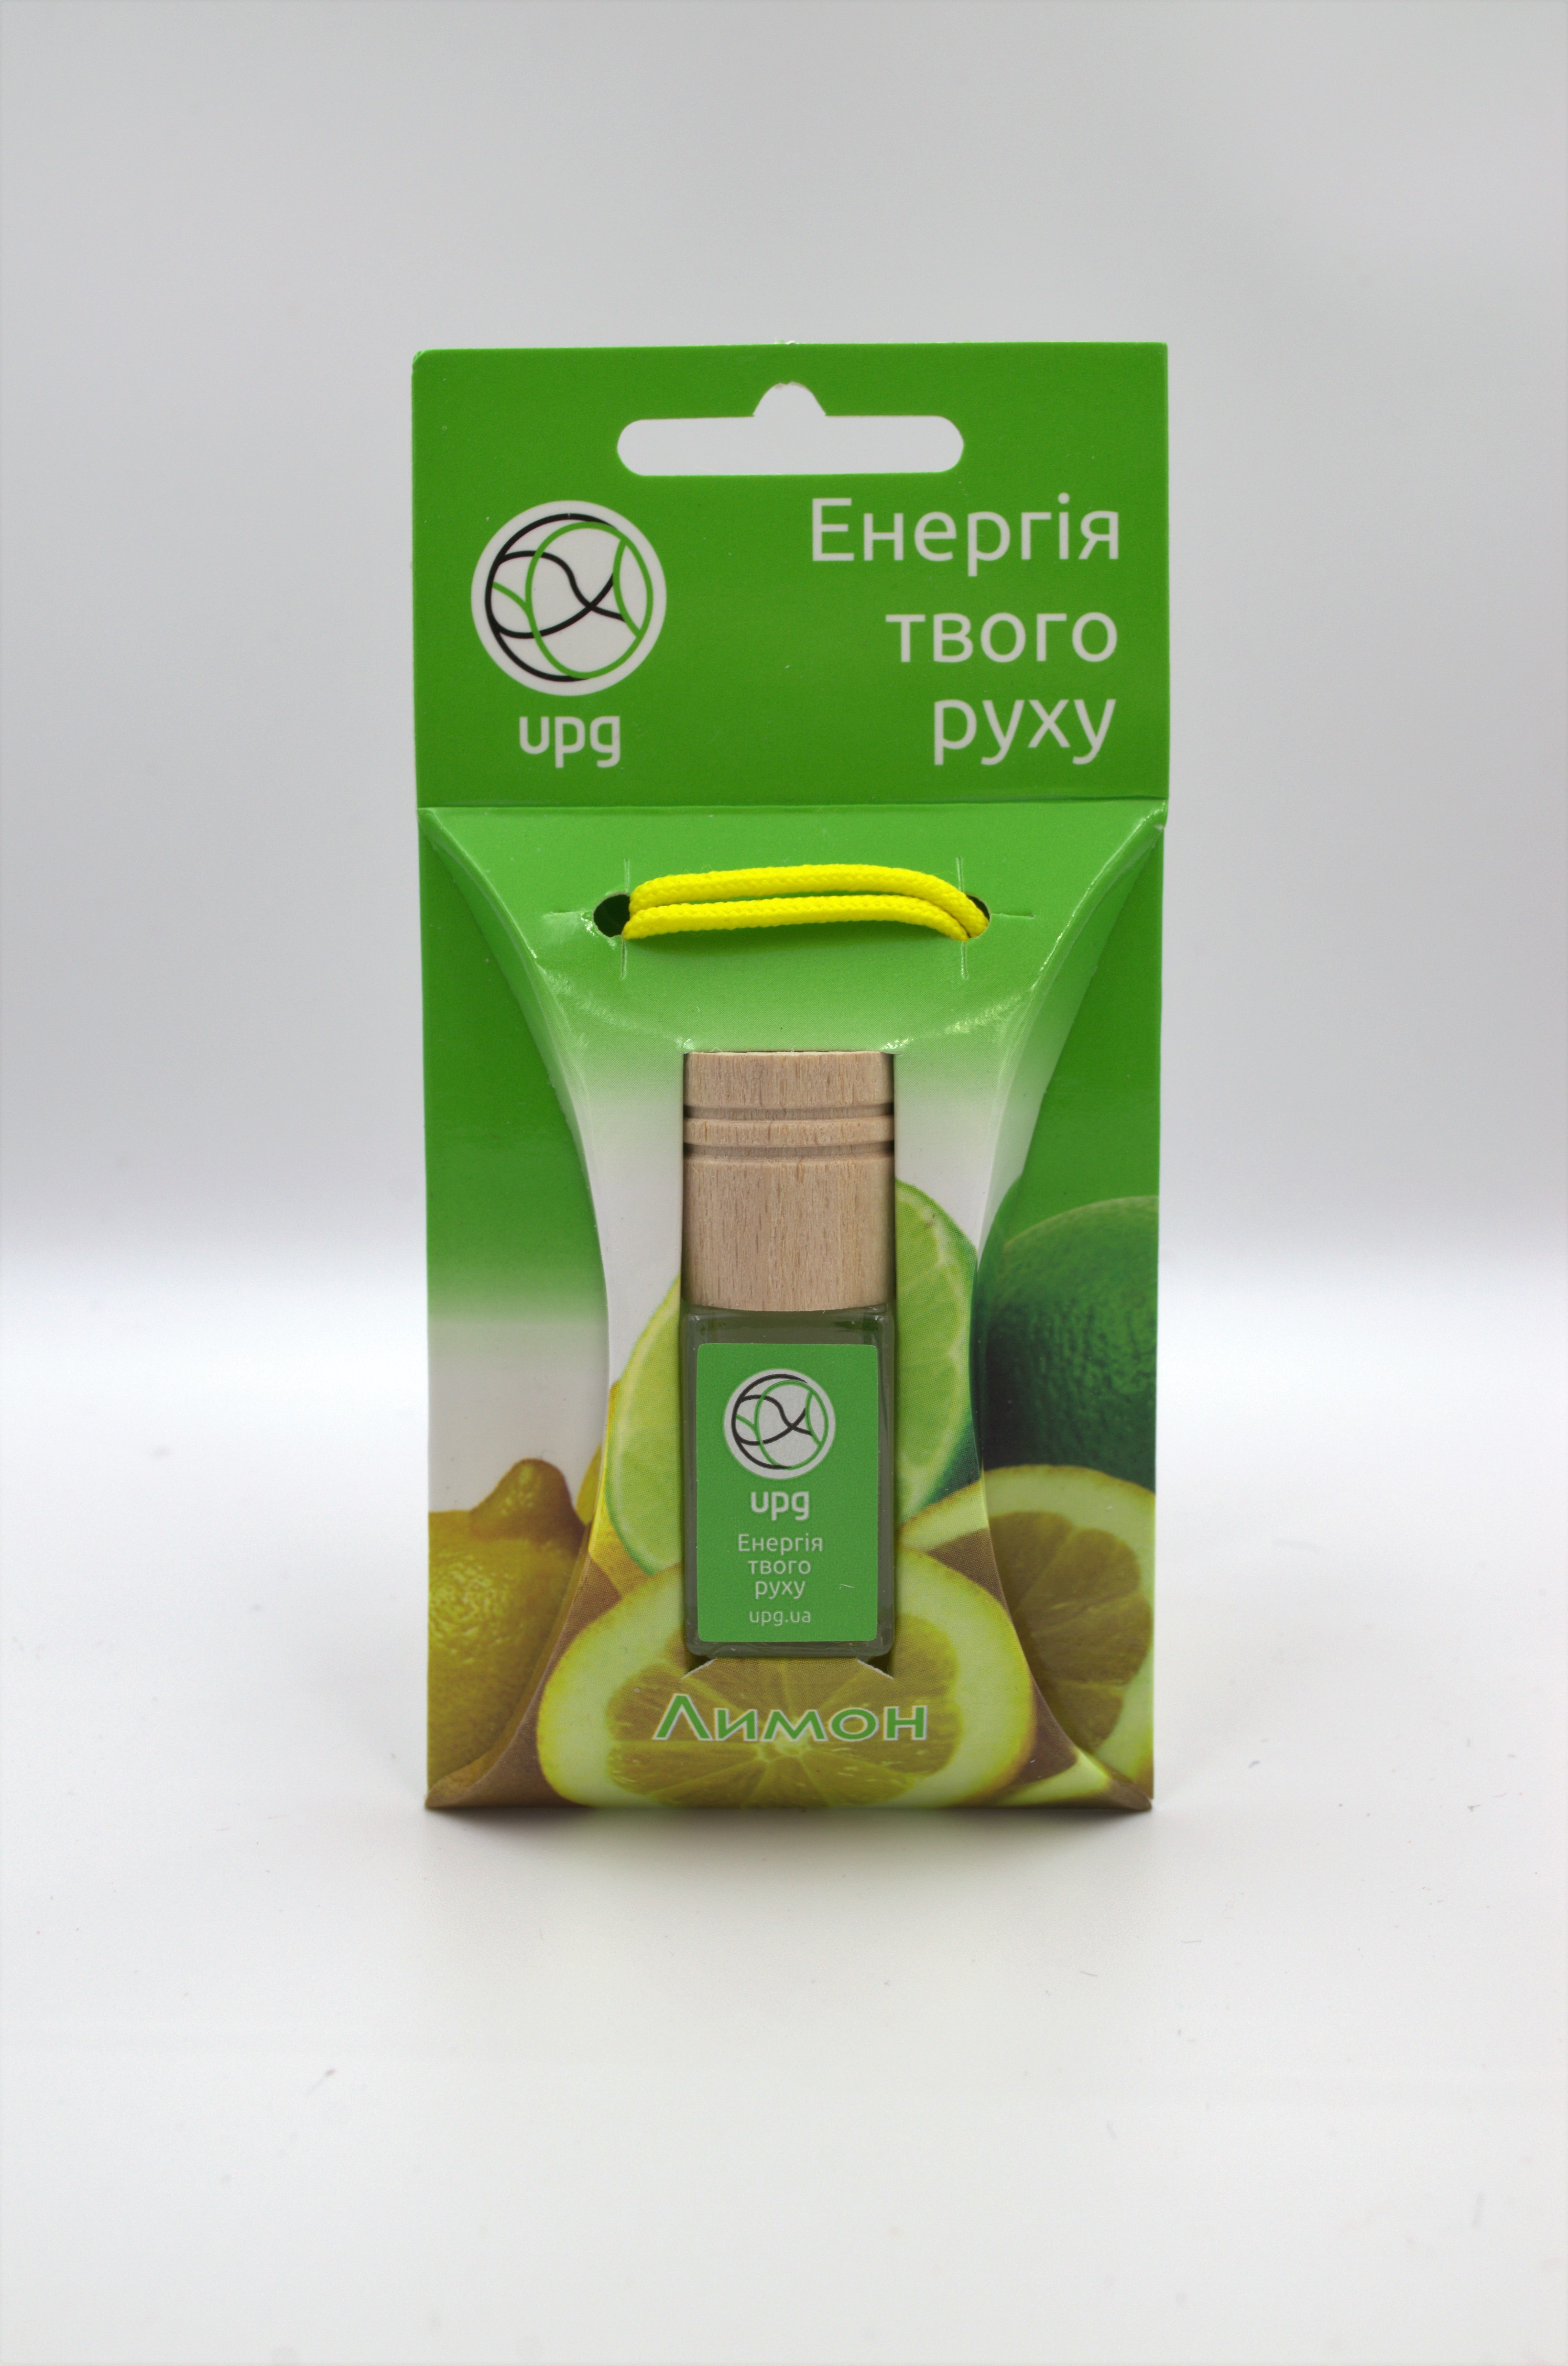 Енергія
твого
руху
upg
upg
Енергія
твого
руху
upg.ua
Лимон